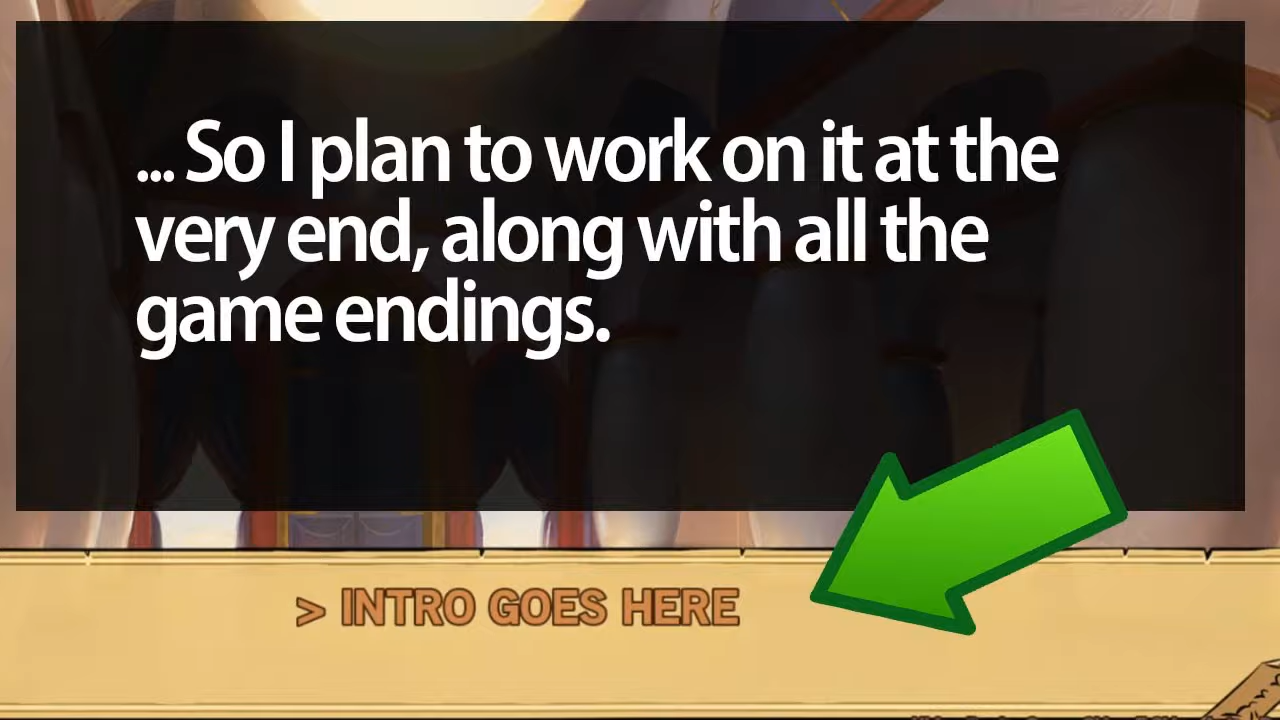 ... So I plan to work on it at the
very end, along with all the
game endings.
> INTRO GOES HERE